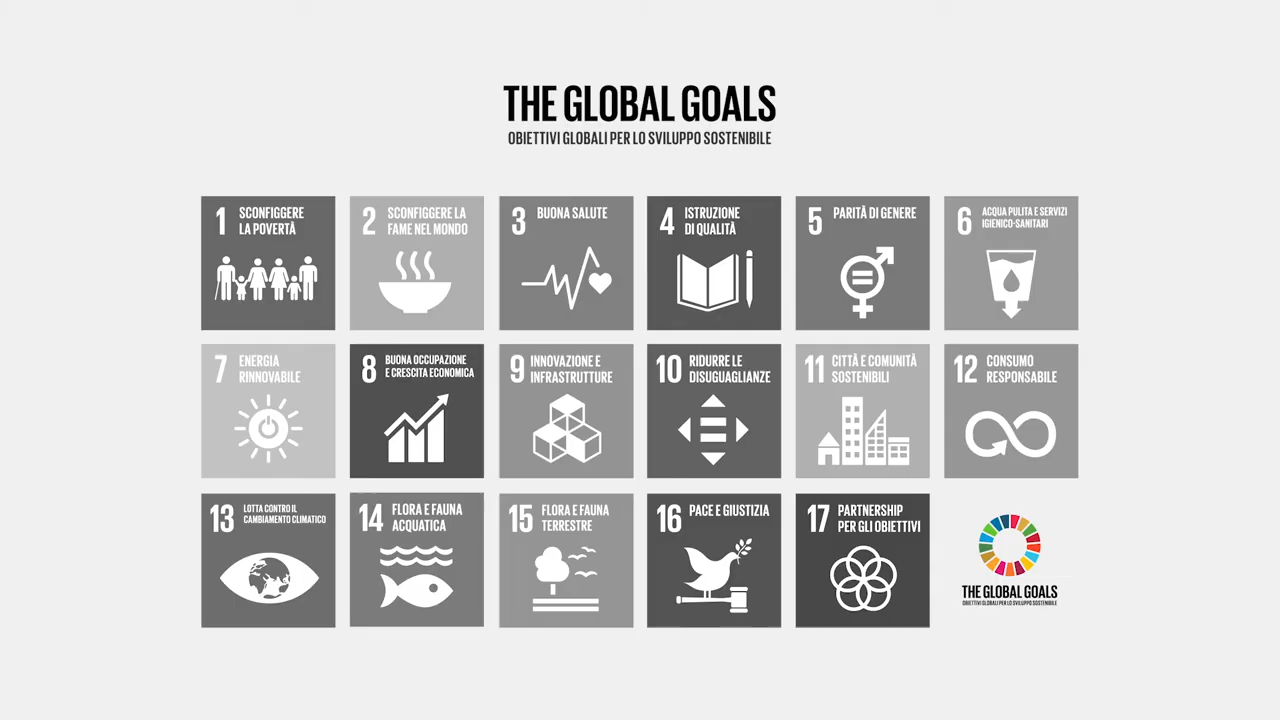 THE GLOBAL GOALS
OBIETTIVI GLOBALI PER LO SVILUPPO SOSTENIBILE
1 SCONFIGGERE
LA POVERTÀ
2 SCONFIGGERE LA
FAME NEL MONDO
3 BUONA SALUTE
4 ISTRUZIONE
DI QUALITÀ
5 PARITÀ DI GENERE
6 ACQUA PULITA E SERVIZI
IGIENICO-SANITARI
7 ENERGIA
RINNOVABILE
8 BUONA OCCUPAZIONE
E CRESCITA ECONOMICA
9 INNOVAZIONE E
INFRASTRUTTURE
10 RIDURRE LE
DISUGUAGLIANZE
11 CITTÀ E COMUNITÀ
SOSTENIBILI
12 CONSUMO
RESPONSABILE
13 LOTTA CONTRO IL
CAMBIAMENTO CLIMATICO
14 FLORA E FAUNA
ACQUATICA
15 FLORA E FAUNA
TERRESTRE
16 PACE E GIUSTIZIA
17 PARTNERSHIP
PER GLI OBIETTIVI
THE GLOBAL GOALS
OBIETTIVI GLOBALI PER LO SVILUPPO SOSTENIBILE